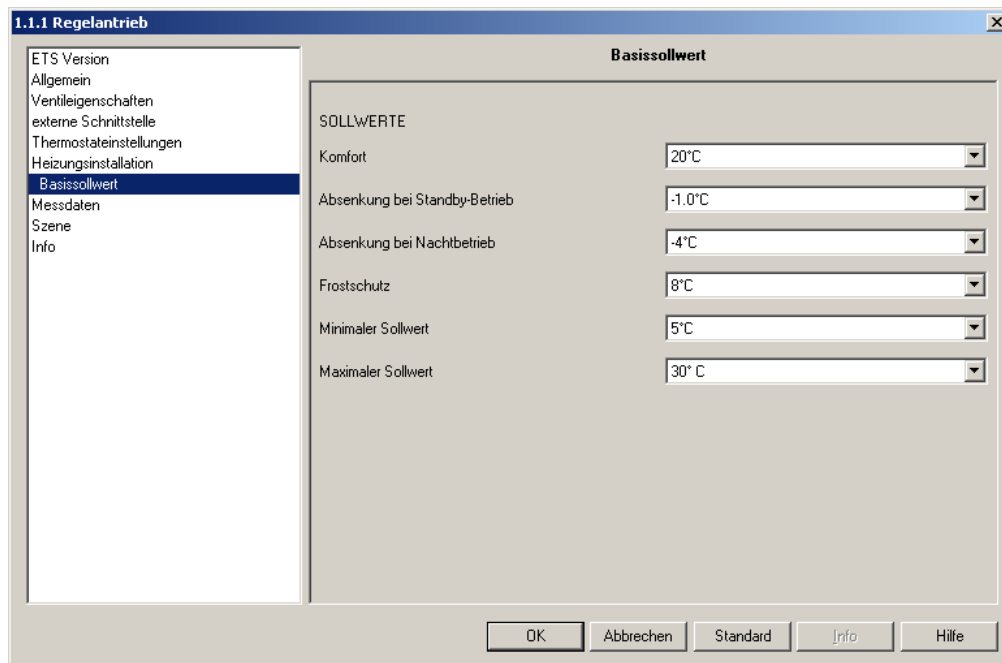 1.1.1 Regelantrieb
ETS Version
Allgemein
Ventileigenschaften
externe Schnittstelle
Thermostateinstellungen
Heizungsinstallation
Basissollwert
Messdaten
Szene
Info
Basissollwert
SOLLWERTE
Komfort 20°C
Absenkung bei Standby-Betrieb -1.0°C
Absenkung bei Nachtbetrieb -4°C
Frostschutz 8°C
Minimaler Sollwert 5°C
Maximaler Sollwert 30° C
OK Abbrechen Standard Info Hilfe